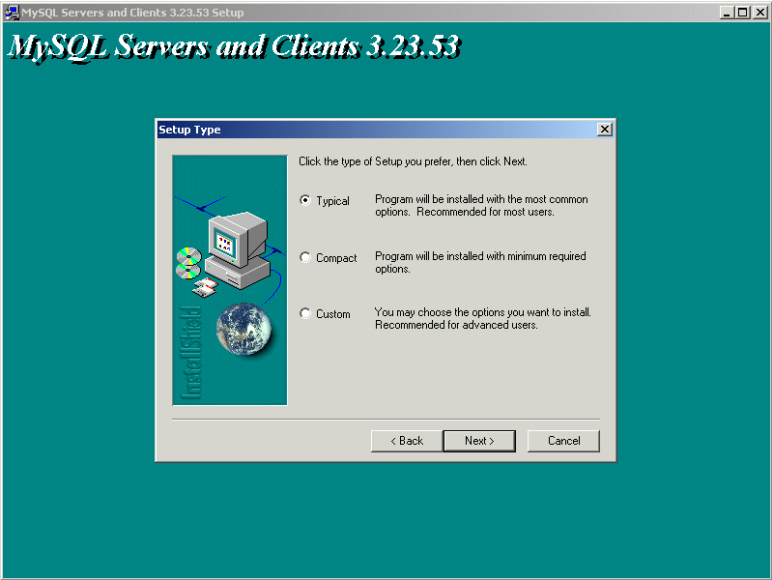 MySQL Servers and Clients 3.23.53 Setup
MySQL Servers and Clients 3.23.53
Setup Type
Click the type of Setup you prefer, then click Next.
Typical
Program will be installed with the most common
options. Recommended for most users.
Compact
Program will be installed with minimum required
options.
Custom
You may choose the options you want to install.
Recommended for advanced users.
InstallShield
< Back
Next >
Cancel